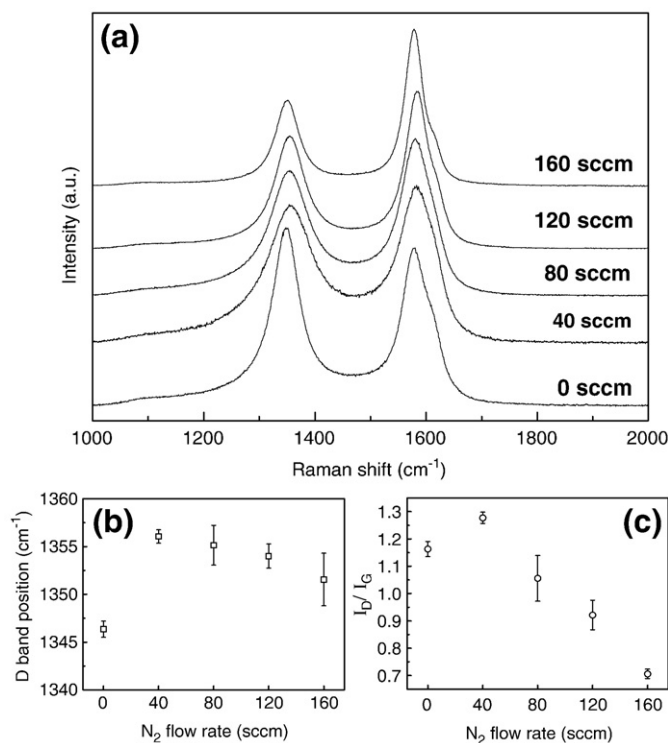 (a)
Intensity (a.u.)
160 sccm
120 sccm
80 sccm
40 sccm
0 sccm
1000 1200 1400 1600 1800 2000
Raman shift (cm⁻¹)
(b)
D band position (cm⁻¹)
1360
1355
1350
1345
1340
0 40 80 120 160
N₂ flow rate (sccm)
(c)
I_D/ I_G
1.3
1.2
1.1
1.0
0.9
0.8
0.7
0 40 80 120 160
N₂ flow rate (sccm)